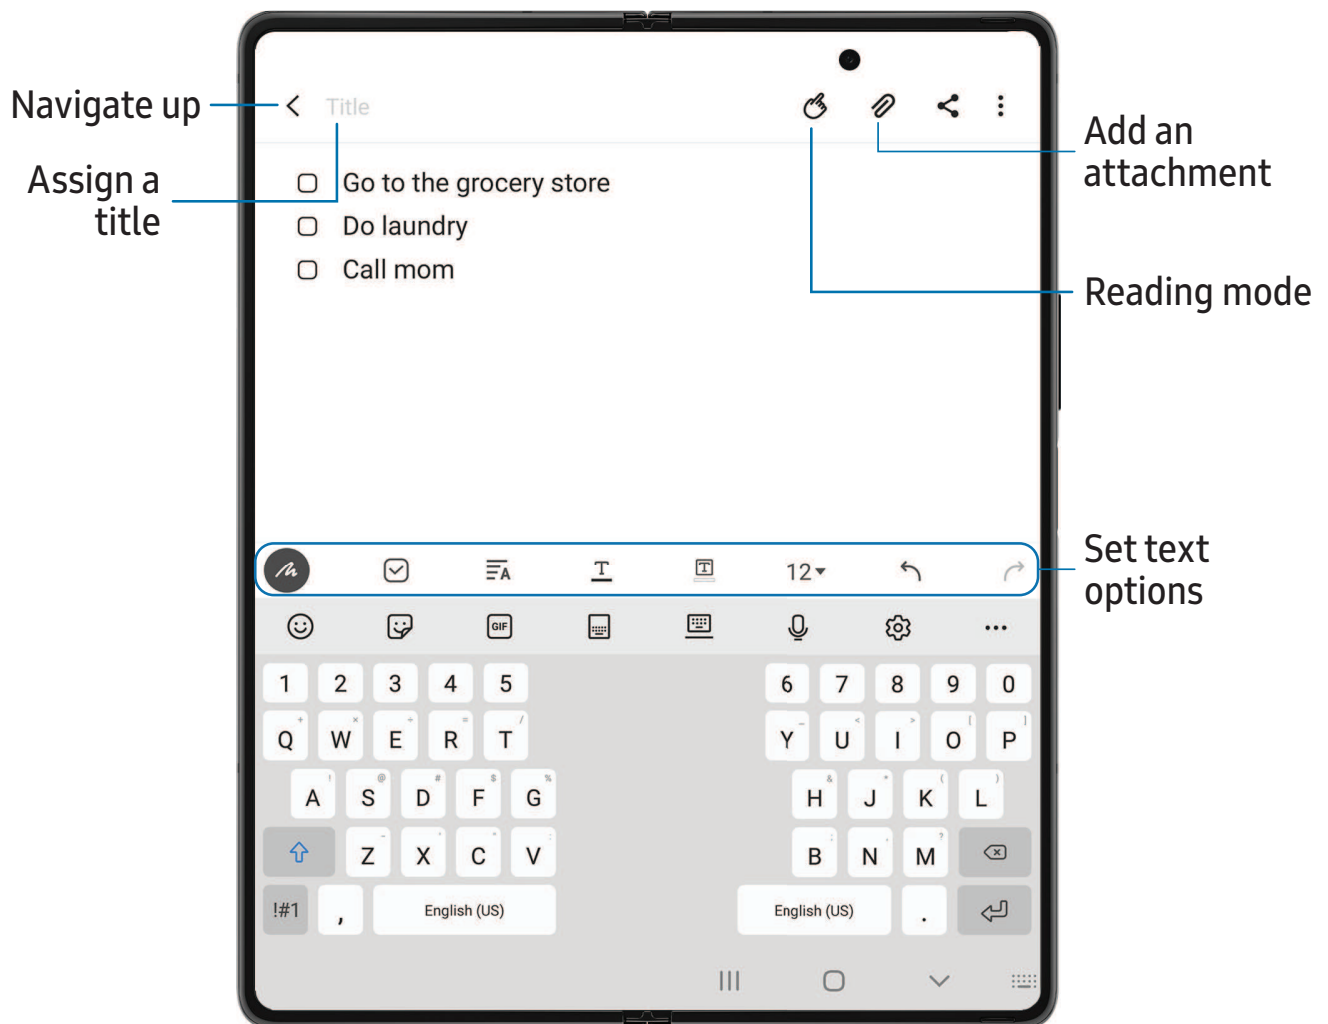 Navigate up
Title
Add an
attachment
Assign a
title
Go to the grocery store
Do laundry
Call mom
Reading mode
Set text
options
A T T 12
GIF
1 2 3 4 5 6 7 8 9 0
+ × ÷ = / _ < > [ ]
Q W E R T Y U I O P
! @ # $ % & * ( )
A S D F G H J K L
- ' " : ; , ?
Z X C V B N M
!#1 , English (US) English (US) .